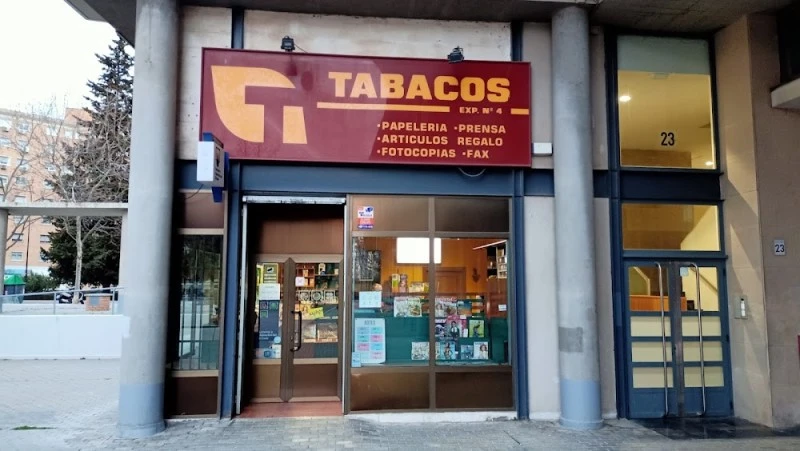 TABACOS
EXP. Nº 4
•PAPELERIA •PRENSA
•ARTICULOS REGALO
•FOTOCOPIAS •FAX
23
23